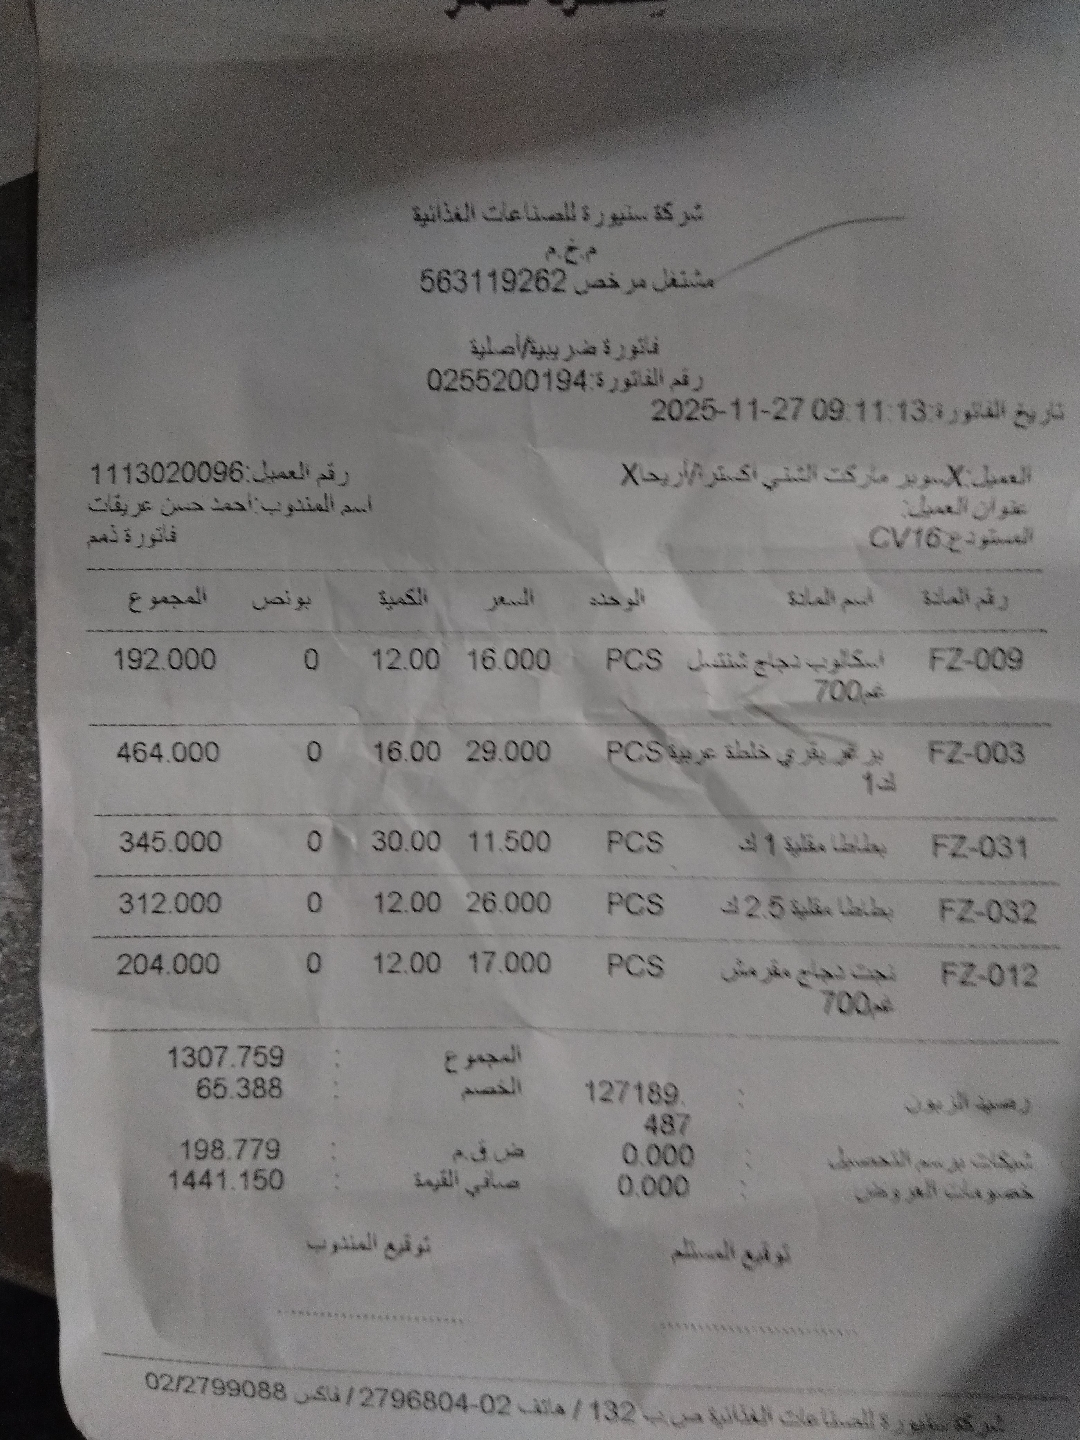 شركة سنيورة للصناعات الغذائية
م.خ.م
مشتغل مرخص 563119262
فاتورة ضريبية/أصلية
رقم الفاتورة:0255200194
تاريخ الفاتورة:2025-11-27 09:11:13
العميل:Xسوبر ماركت الشني اكسترا/أريحاX رقم العميل:1113020096
عنوان العميل: اسم المندوب:احمد حسن عريقات
المستودع:CV16 فاتورة ذمم
رقم المادة اسم المادة الوحده السعر الكمية بونص المجموع
FZ-009 اسكالوب دجاج شنتسل PCS 16.000 12.00 0 192.000
700غم
FZ-003 برغر بقري خلطة عربية PCS 29.000 16.00 0 464.000
1ك
FZ-031 بطاطا مقلية 1 ك PCS 11.500 30.00 0 345.000
FZ-032 بطاطا مقلية 2.5 ك PCS 26.000 12.00 0 312.000
FZ-012 نجت دجاج مقرمش PCS 17.000 12.00 0 204.000
700غم
المجموع : 1307.759
رصيد الزبون : 127189. الخصم : 65.388
487
شيكات برسم التحصيل : 0.000 ض.ق.م : 198.779
خصومات العروض : 0.000 صافي القيمة : 1441.150
توقيع المستلم توقيع المندوب
شركة سنيورة للصناعات الغذائية ص ب 132 / هاتف 02-2796804 / فاكس 02/2799088